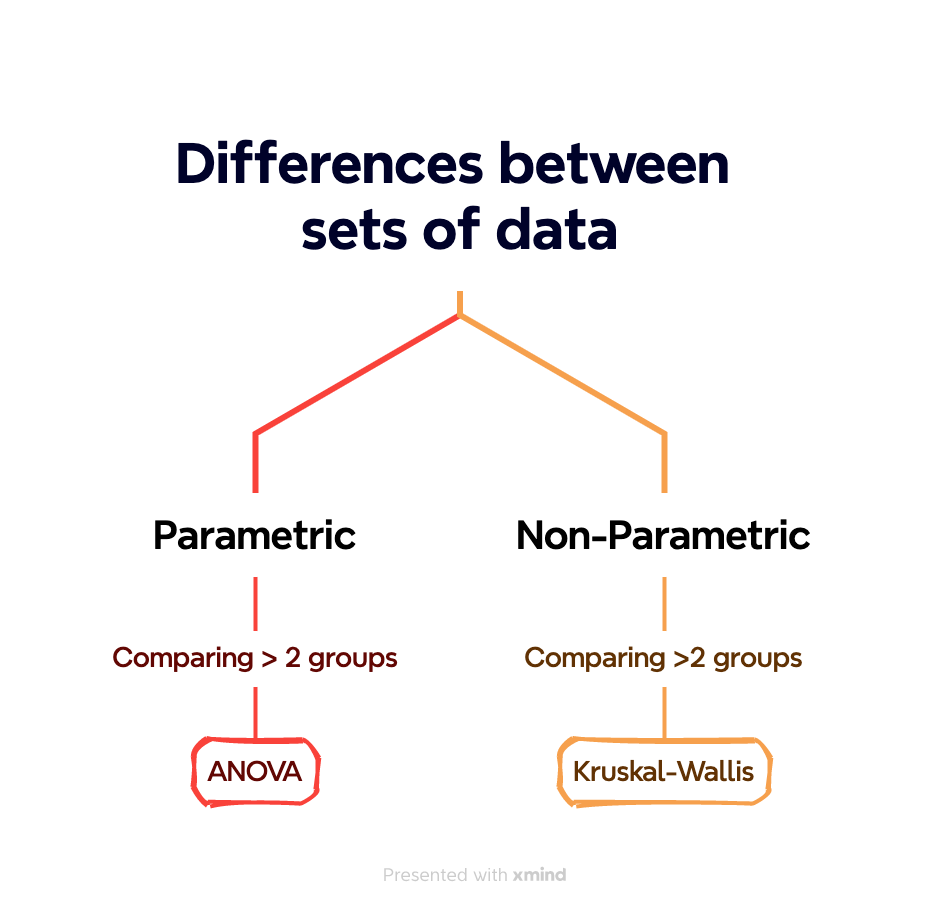 Differences between
sets of data
Parametric
Non-Parametric
Comparing > 2 groups
Comparing >2 groups
ANOVA
Kruskal-Wallis
Presented with xmind